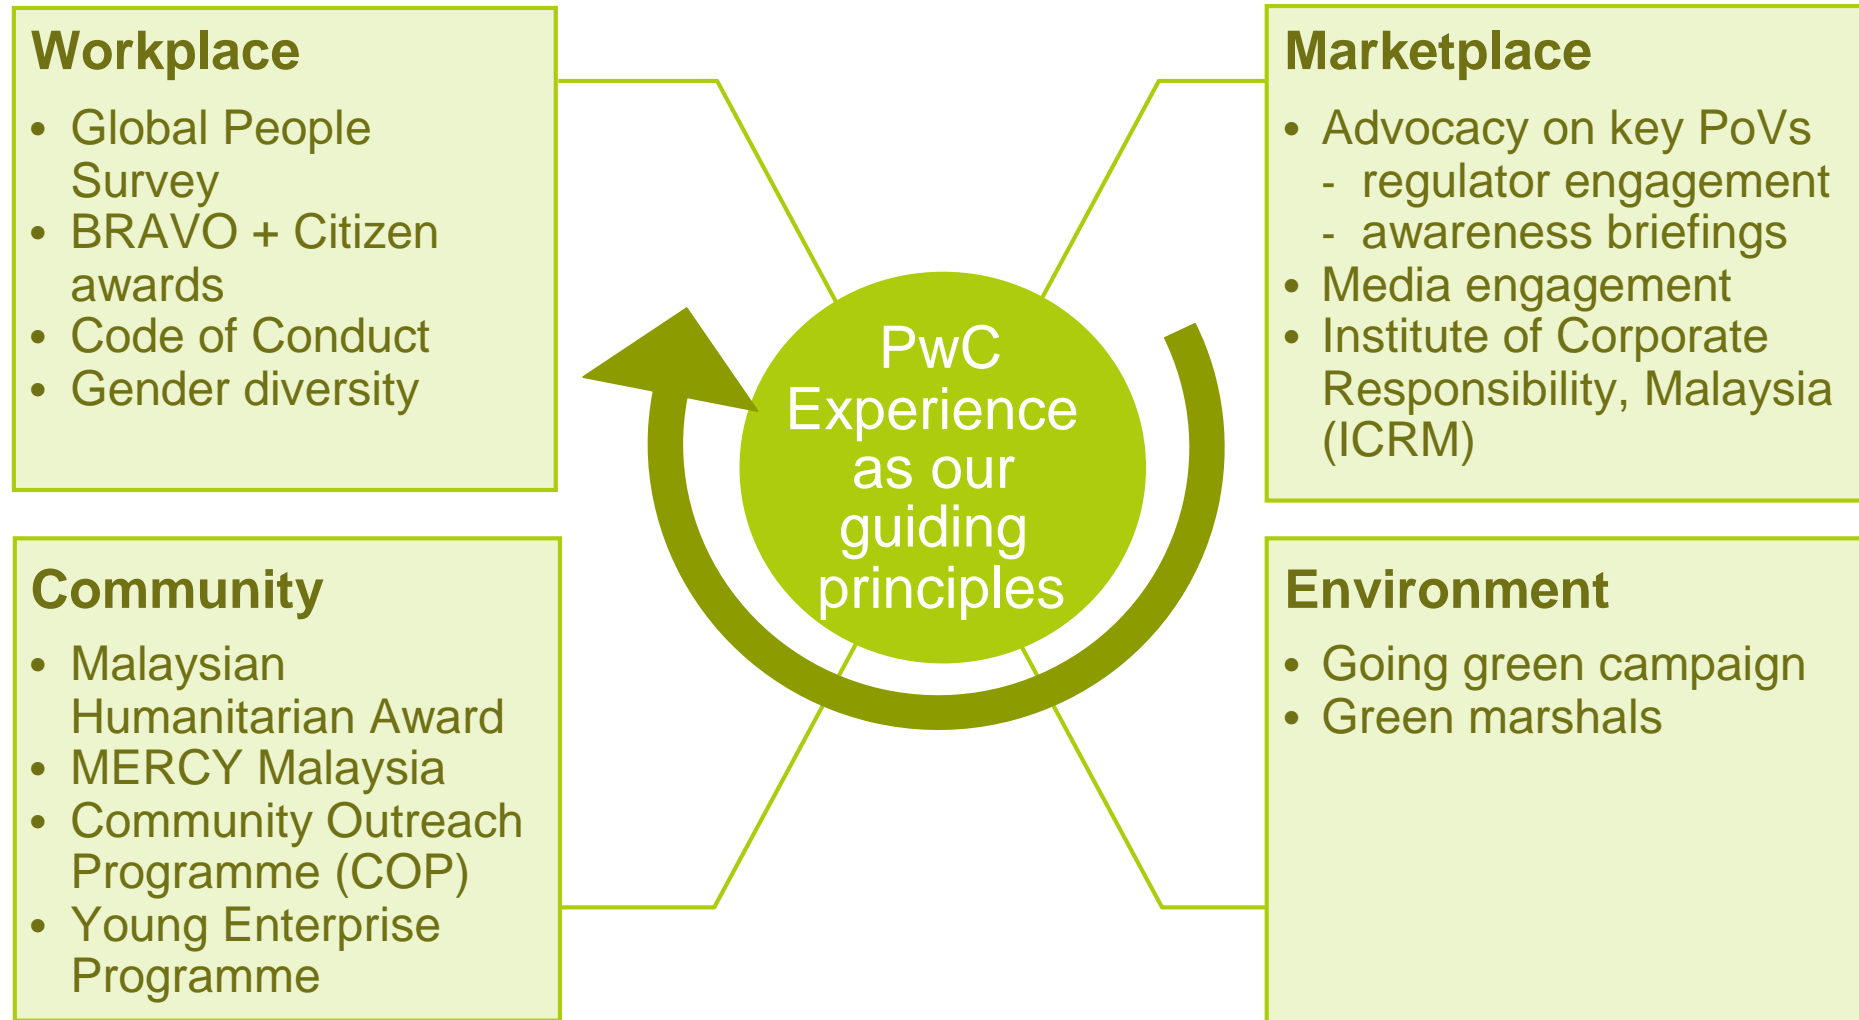 Workplace
• Global People
Survey
• BRAVO + Citizen
awards
• Code of Conduct
• Gender diversity
Marketplace
• Advocacy on key PoVs
- regulator engagement
- awareness briefings
• Media engagement
• Institute of Corporate
Responsibility, Malaysia
(ICRM)
PwC
Experience
as our
guiding
principles
Community
• Malaysian
Humanitarian Award
• MERCY Malaysia
• Community Outreach
Programme (COP)
• Young Enterprise
Programme
Environment
• Going green campaign
• Green marshals